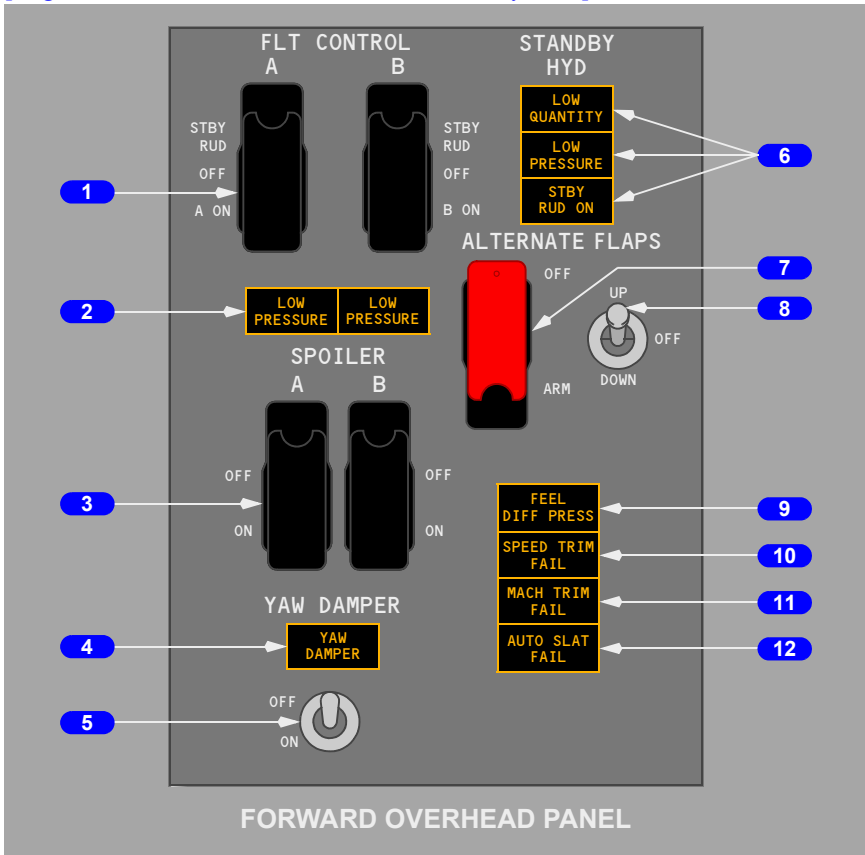 FLT CONTROL
A
B
STBY
RUD
OFF
A ON
STBY
RUD
OFF
B ON
STANDBY
HYD
LOW
QUANTITY
LOW
PRESSURE
STBY
RUD ON
6
1
ALTERNATE FLAPS
OFF
ARM
7
UP
OFF
DOWN
8
2
LOW
PRESSURE
LOW
PRESSURE
SPOILER
A
B
OFF
ON
OFF
ON
3
FEEL
DIFF PRESS
9
SPEED TRIM
FAIL
10
MACH TRIM
FAIL
11
AUTO SLAT
FAIL
12
YAW DAMPER
4
YAW
DAMPER
OFF
ON
5
FORWARD OVERHEAD PANEL